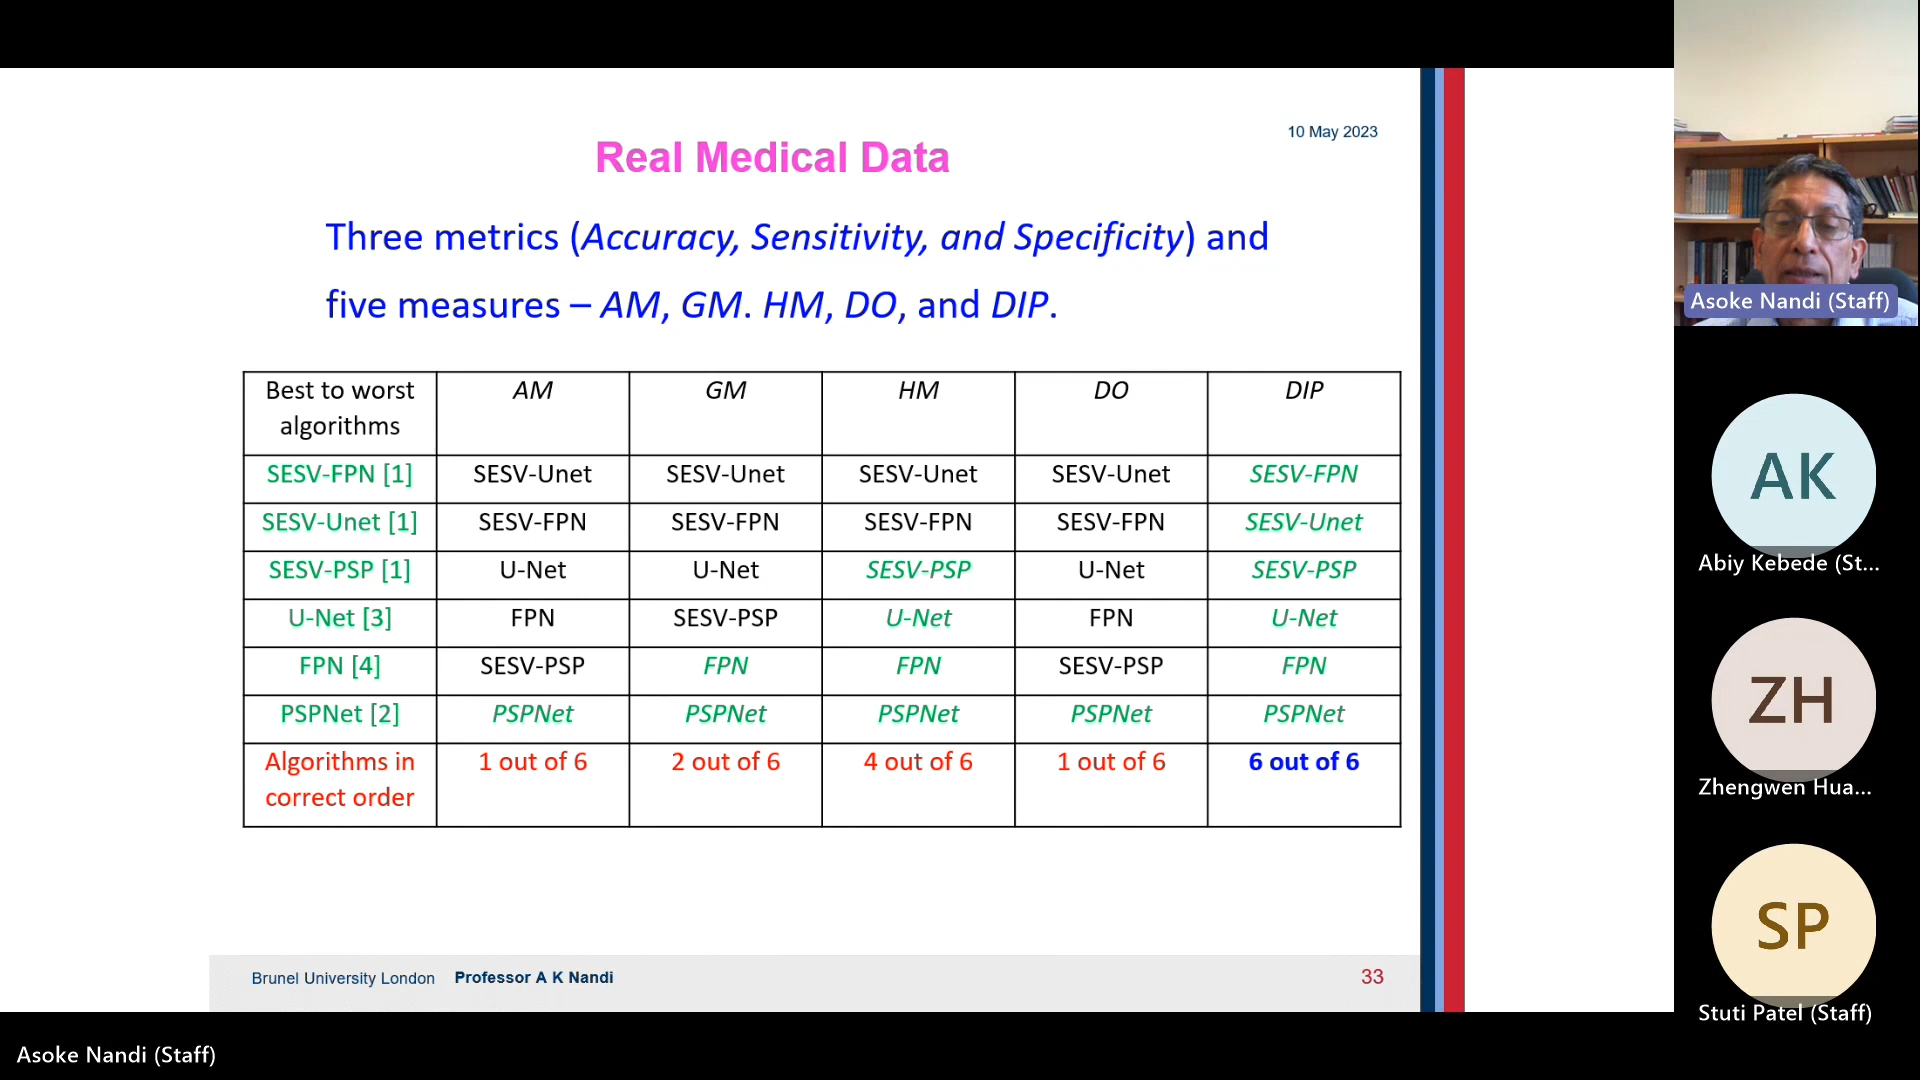 10 May 2023
Real Medical Data
Three metrics (Accuracy, Sensitivity, and Specificity) and
five measures – AM, GM. HM, DO, and DIP.
Best to worst algorithms AM GM HM DO DIP
SESV-FPN [1] SESV-Unet SESV-Unet SESV-Unet SESV-Unet SESV-FPN
SESV-Unet [1] SESV-FPN SESV-FPN SESV-FPN SESV-FPN SESV-Unet
SESV-PSP [1] U-Net U-Net SESV-PSP U-Net SESV-PSP
U-Net [3] FPN SESV-PSP U-Net FPN U-Net
FPN [4] SESV-PSP FPN FPN SESV-PSP FPN
PSPNet [2] PSPNet PSPNet PSPNet PSPNet PSPNet
Algorithms in correct order 1 out of 6 2 out of 6 4 out of 6 1 out of 6 6 out of 6
Brunel University London Professor A K Nandi 33
Asoke Nandi (Staff)
AK
Abiy Kebede (St...
ZH
Zhengwen Hua...
SP
Stuti Patel (Staff)
Asoke Nandi (Staff)